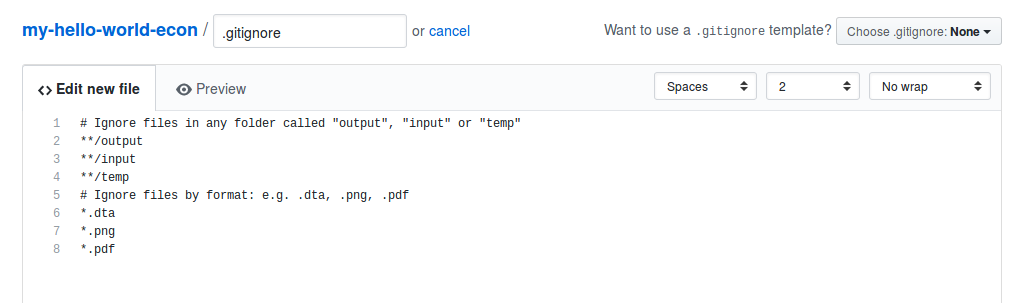 my-hello-world-econ / .gitignore or cancel Want to use a .gitignore template? Choose .gitignore: None
<> Edit new file Preview Spaces 2 No wrap
1 # Ignore files in any folder called "output", "input" or "temp"
2 **/output
3 **/input
4 **/temp
5 # Ignore files by format: e.g. .dta, .png, .pdf
6 *.dta
7 *.png
8 *.pdf